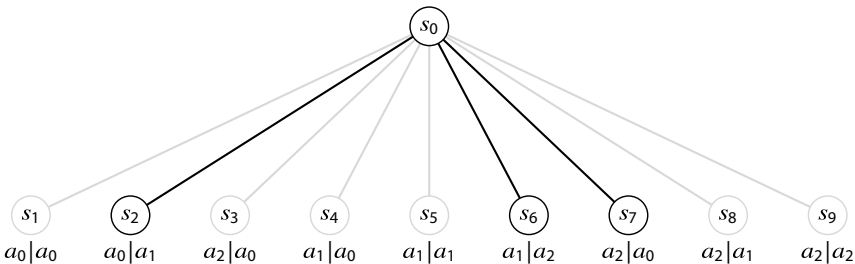 s₀
s₁ s₂ s₃ s₄ s₅ s₆ s₇ s₈ s₉
a₀|a₀ a₀|a₁ a₂|a₀ a₁|a₀ a₁|a₁ a₁|a₂ a₂|a₀ a₂|a₁ a₂|a₂